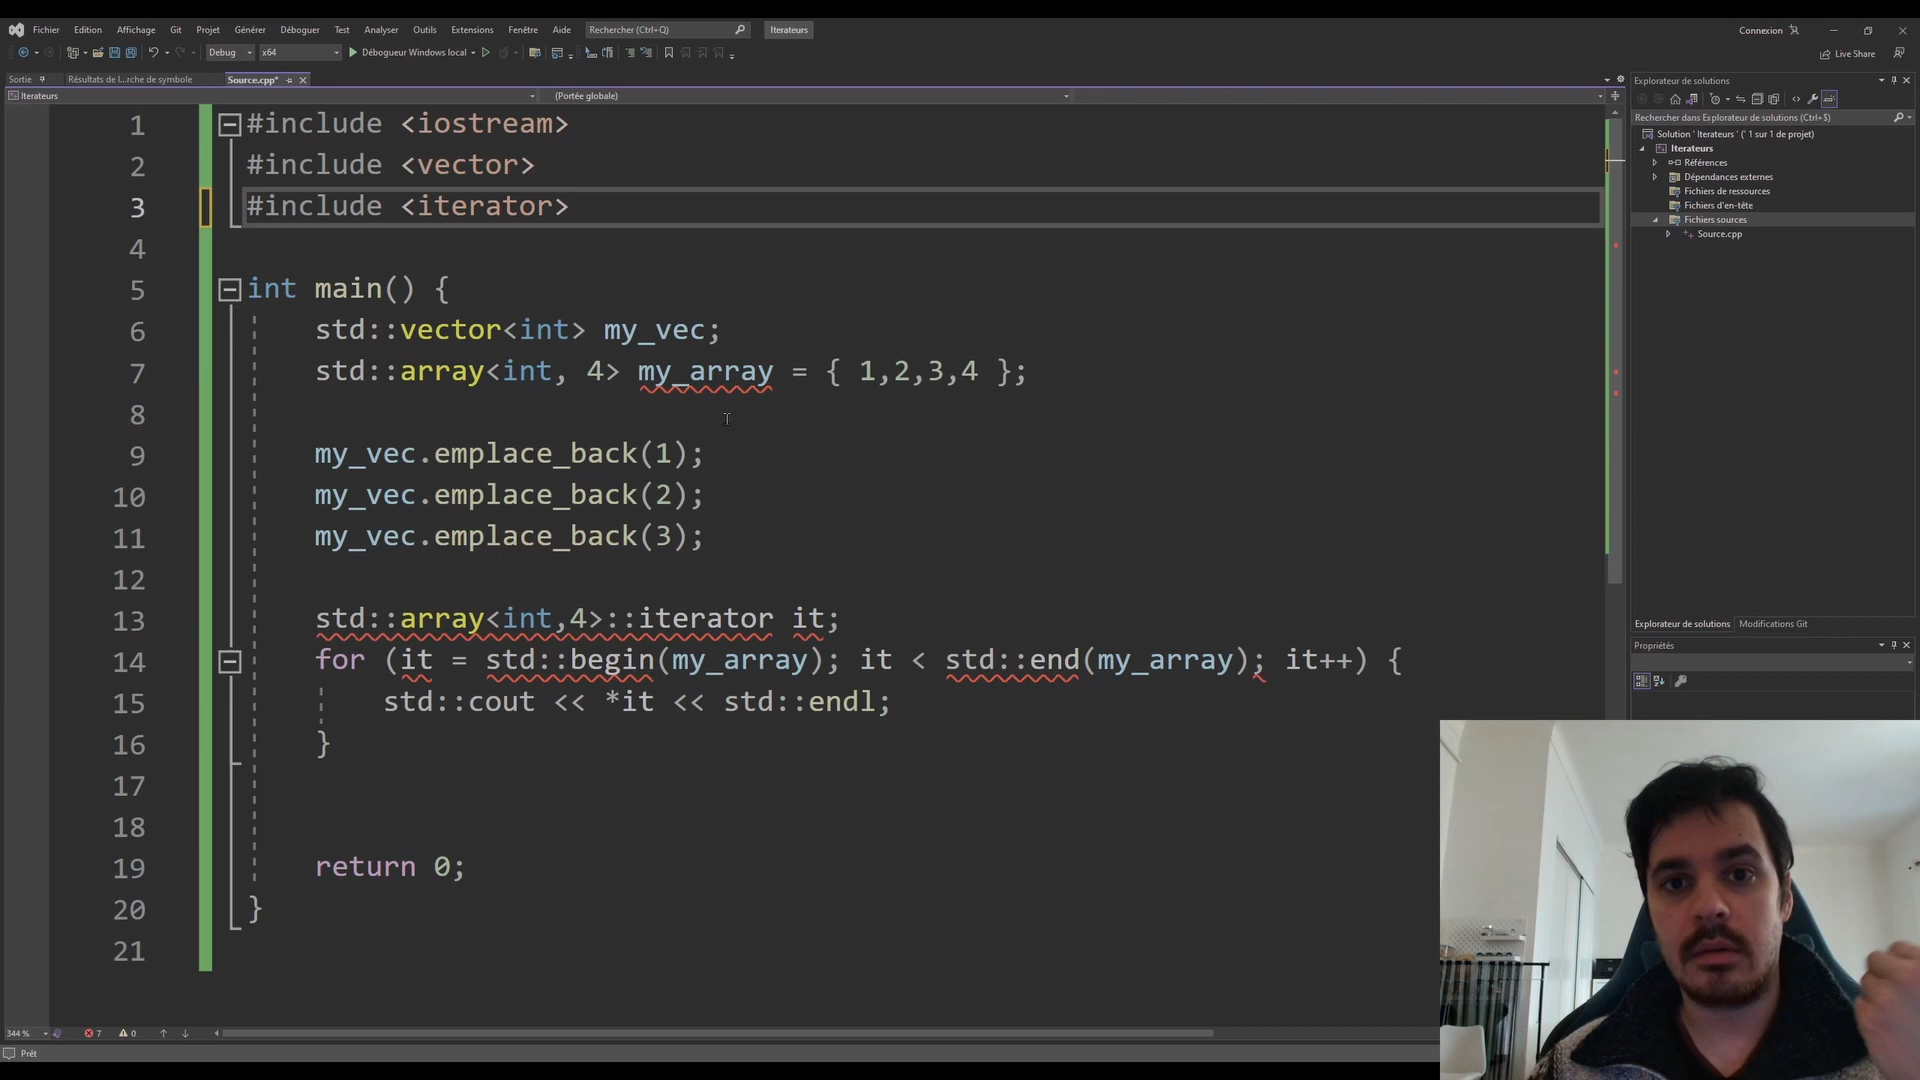 Fichier Edition Affichage Git Projet Générer Déboguer Test Analyser Outils Extensions Fenêtre Aide Rechercher (Ctrl+Q) Iterateurs Connexion
Debug x64 Débogueur Windows local Live Share
Sortie Résultats de l...rche de symbole Source.cpp*
Iterateurs (Portée globale)
1 #include <iostream>
2 #include <vector>
3 #include <iterator>
4
5 int main() {
6 std::vector<int> my_vec;
7 std::array<int, 4> my_array = { 1,2,3,4 };
8
9 my_vec.emplace_back(1);
10 my_vec.emplace_back(2);
11 my_vec.emplace_back(3);
12
13 std::array<int,4>::iterator it;
14 for (it = std::begin(my_array); it < std::end(my_array); it++) {
15 std::cout << *it << std::endl;
16 }
17
18
19 return 0;
20 }
21
344 % 7 0
Prêt
Explorateur de solutions
Rechercher dans Explorateur de solutions (Ctrl+$)
Solution ' Iterateurs ' (' 1 sur 1 de projet)
Iterateurs
Références
Dépendances externes
Fichiers de ressources
Fichiers d'en-tête
Fichiers sources
Source.cpp
Explorateur de solutions Modifications Git
Propriétés